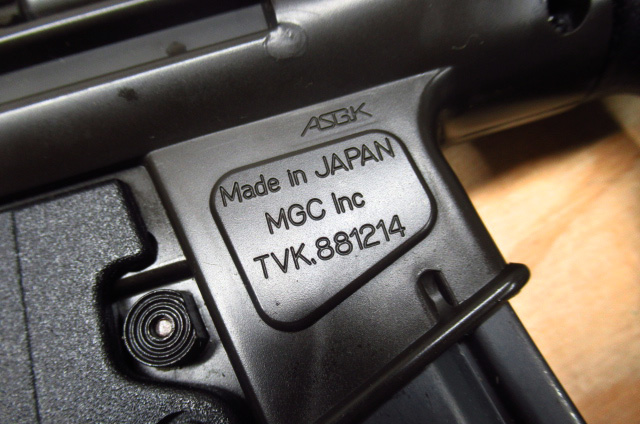 ASGK
Made in JAPAN
MGC Inc
TVK.881214